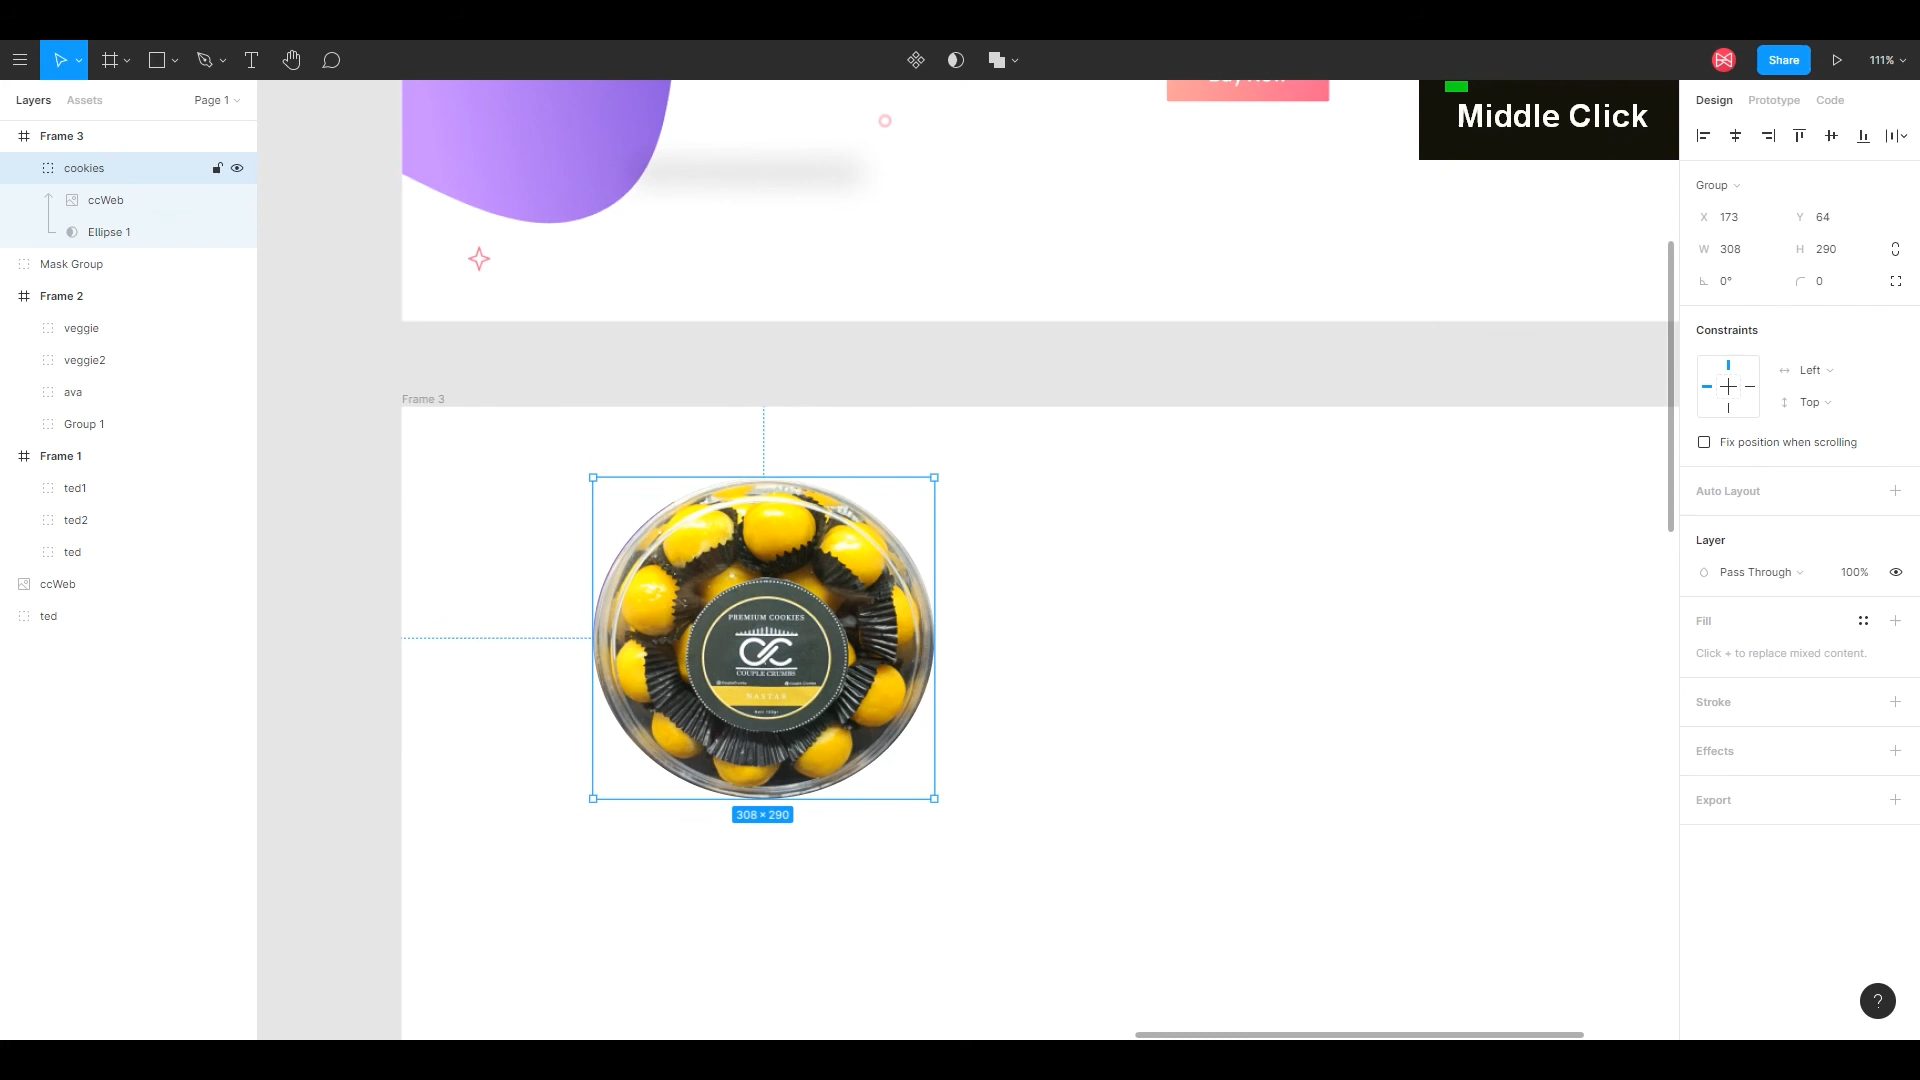 Share
111%
Layers
Assets
Page 1
Middle Click
Design
Prototype
Code
Frame 3
cookies
ccWeb
Ellipse 1
Mask Group
Frame 2
veggie
veggie2
ava
Group 1
Frame 1
ted1
ted2
ted
ccWeb
ted
Frame 3
PREMIUM COOKIES
CC
COUPLE CRUMBS
NASTAR
308 × 290
Group
X 173 Y 64
W 308 H 290
0° 0
Constraints
Left
Top
Fix position when scrolling
Auto Layout
Layer
Pass Through 100%
Fill
Click + to replace mixed content.
Stroke
Effects
Export
?